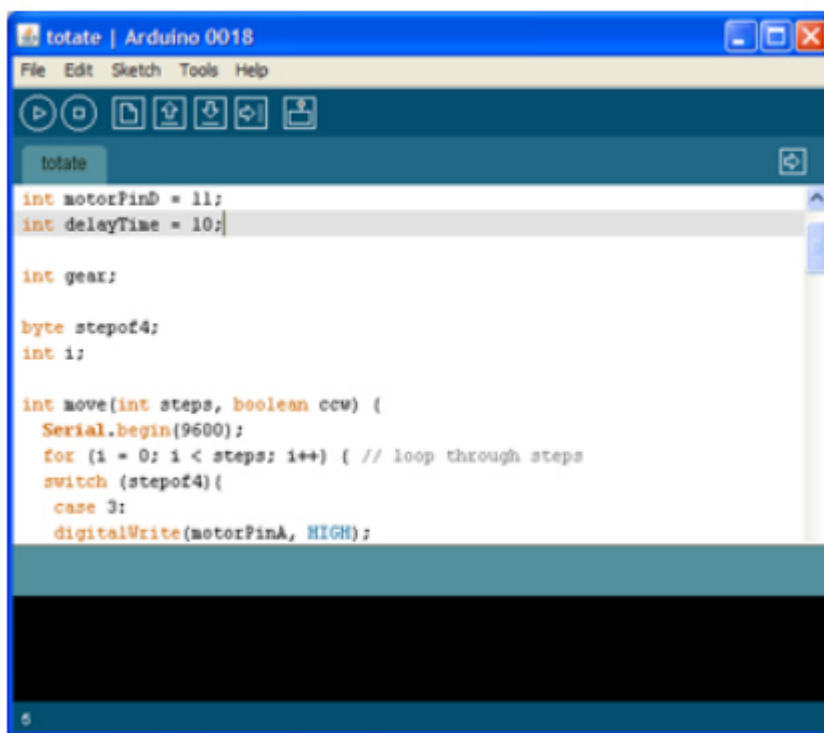 totate | Arduino 0018
File Edit Sketch Tools Help
totate
int motorPinD = 11;
int delayTime = 10;
int gear;
byte stepof4;
int i;
int move(int steps, boolean ccw) {
Serial.begin(9600);
for (i = 0; i < steps; i++) { // loop through steps
switch (stepof4){
case 3:
digitalWrite(motorPinA, HIGH);